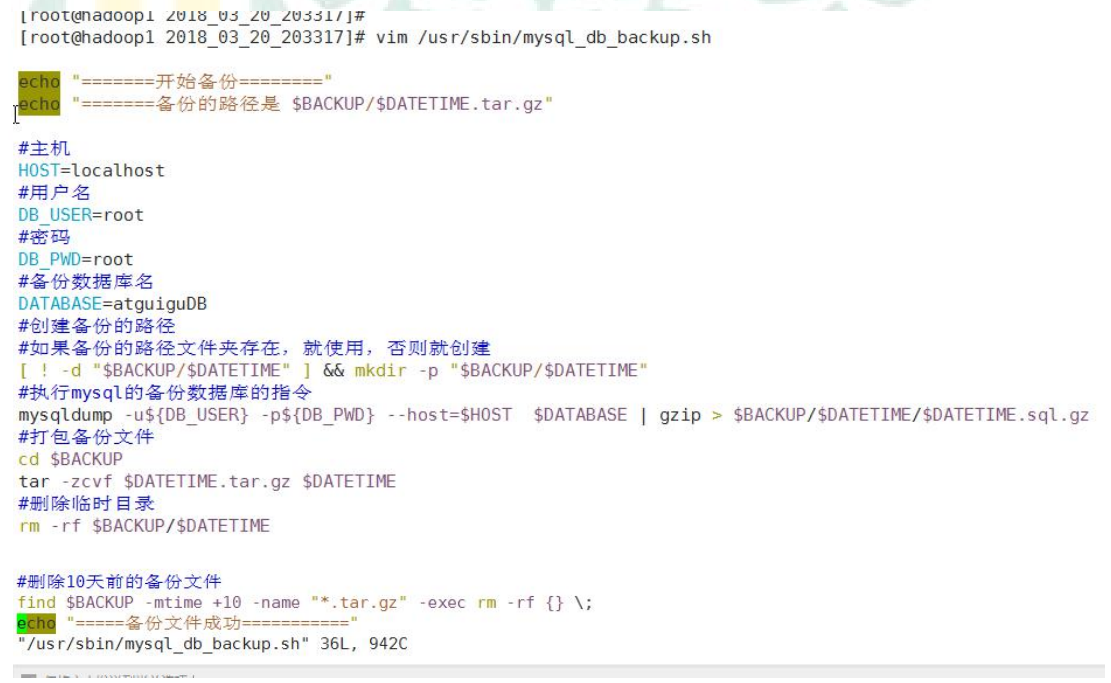 [root@hadoop1 2018_03_20_203317]#
[root@hadoop1 2018_03_20_203317]# vim /usr/sbin/mysql_db_backup.sh
echo "=======开始备份========"
echo "=======备份的路径是 $BACKUP/$DATETIME.tar.gz"
#主机
HOST=localhost
#用户名
DB_USER=root
#密码
DB_PWD=root
#备份数据库名
DATABASE=atguiguDB
#创建备份的路径
#如果备份的路径文件夹存在，就使用，否则就创建
[ ! -d "$BACKUP/$DATETIME" ] && mkdir -p "$BACKUP/$DATETIME"
#执行mysql的备份数据库的指令
mysqldump -u${DB_USER} -p${DB_PWD} --host=$HOST  $DATABASE | gzip > $BACKUP/$DATETIME/$DATETIME.sql.gz
#打包备份文件
cd $BACKUP
tar -zcvf $DATETIME.tar.gz $DATETIME
#删除临时目录
rm -rf $BACKUP/$DATETIME
#删除10天前的备份文件
find $BACKUP -mtime +10 -name "*.tar.gz" -exec rm -rf {} \;
echo "=====备份文件成功==========="
"/usr/sbin/mysql_db_backup.sh" 36L, 942C